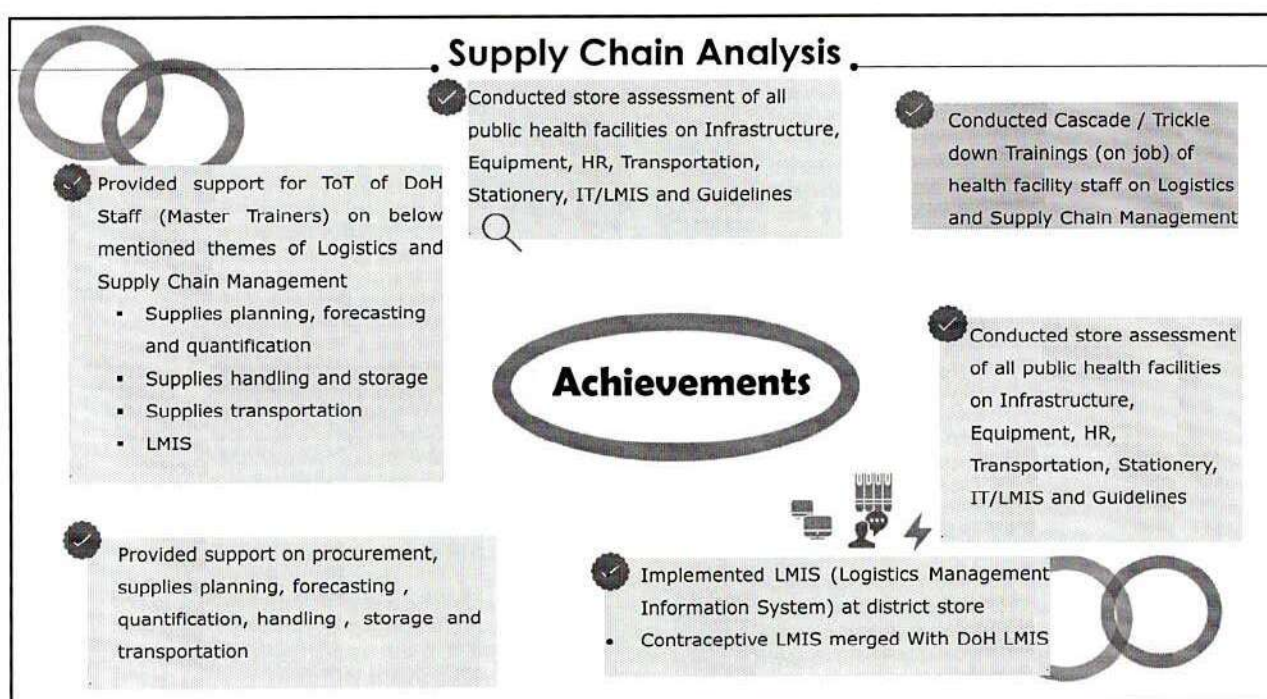 Supply Chain Analysis
Conducted store assessment of all
public health facilities on Infrastructure,
Equipment, HR, Transportation,
Stationery, IT/LMIS and Guidelines
Conducted Cascade / Trickle
down Trainings (on job) of
health facility staff on Logistics
and Supply Chain Management
Provided support for ToT of DoH
Staff (Master Trainers) on below
mentioned themes of Logistics and
Supply Chain Management
▪ Supplies planning, forecasting
and quantification
▪ Supplies handling and storage
▪ Supplies transportation
▪ LMIS
Achievements
Conducted store assessment
of all public health facilities
on Infrastructure,
Equipment, HR,
Transportation, Stationery,
IT/LMIS and Guidelines
Provided support on procurement,
supplies planning, forecasting ,
quantification, handling , storage and
transportation
Implemented LMIS (Logistics Management
Information System) at district store
• Contraceptive LMIS merged With DoH LMIS